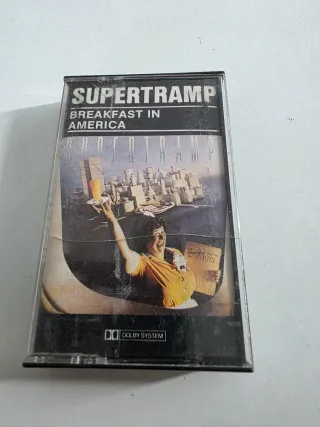 SUPERTRAMP
BREAKFAST IN
AMERICA
SUPERTRAMP
DOLBY SYSTEM